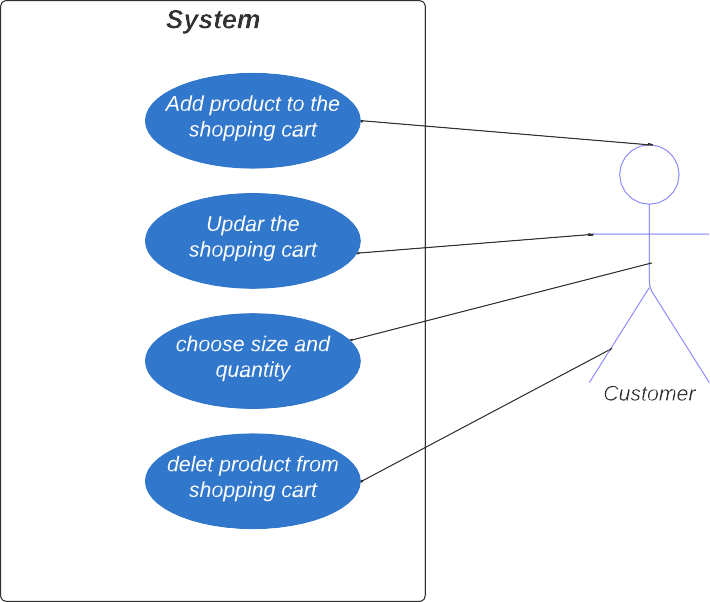 System
Add product to the
shopping cart
Updar the
shopping cart
choose size and
quantity
delet product from
shopping cart
Customer